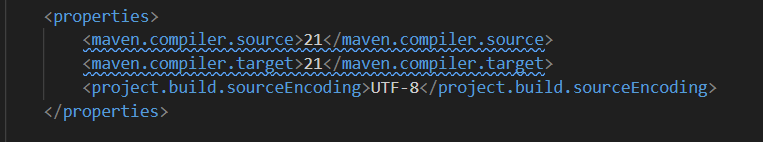 <properties>
<maven.compiler.source>21</maven.compiler.source>
<maven.compiler.target>21</maven.compiler.target>
<project.build.sourceEncoding>UTF-8</project.build.sourceEncoding>
</properties>